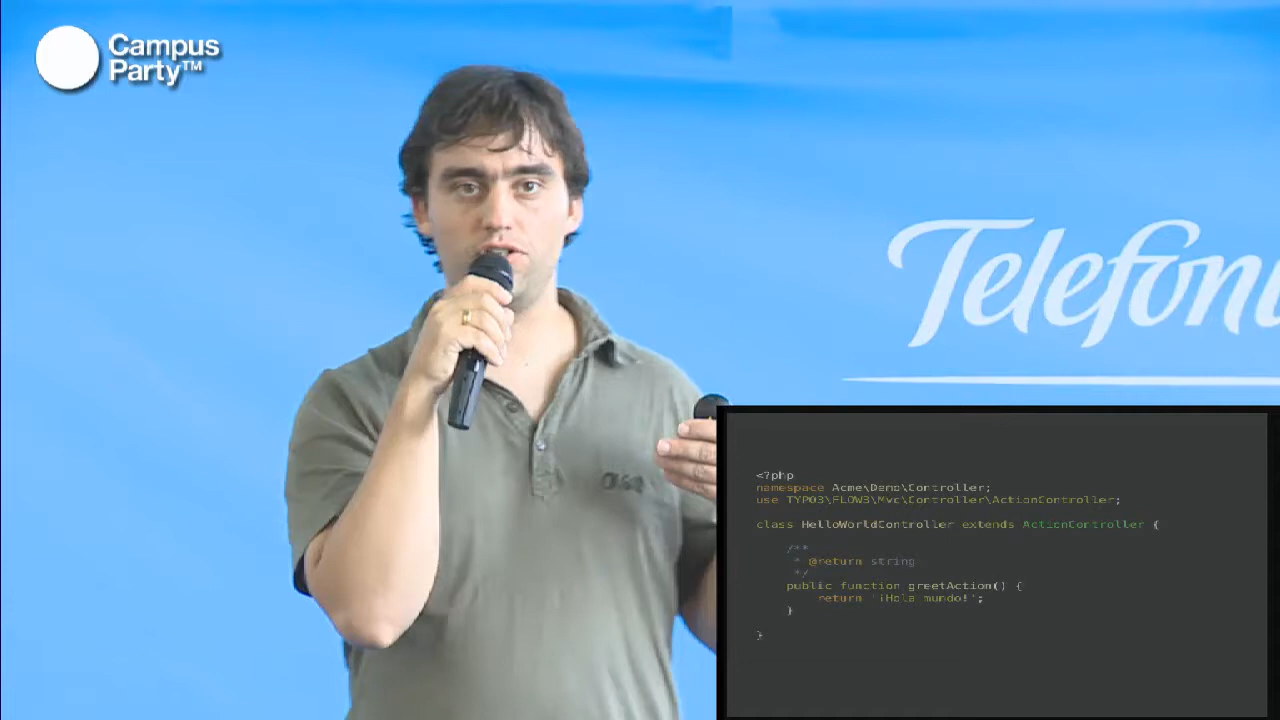 Campus
Party™
Telefoni
<?php
namespace Acme\Demo\Controller;
use TYPO3\FLOW3\Mvc\Controller\ActionController;
class HelloWorldController extends ActionController {
/**
* @return string
*/
public function greetAction() {
return '¡Hola mundo!';
}
}